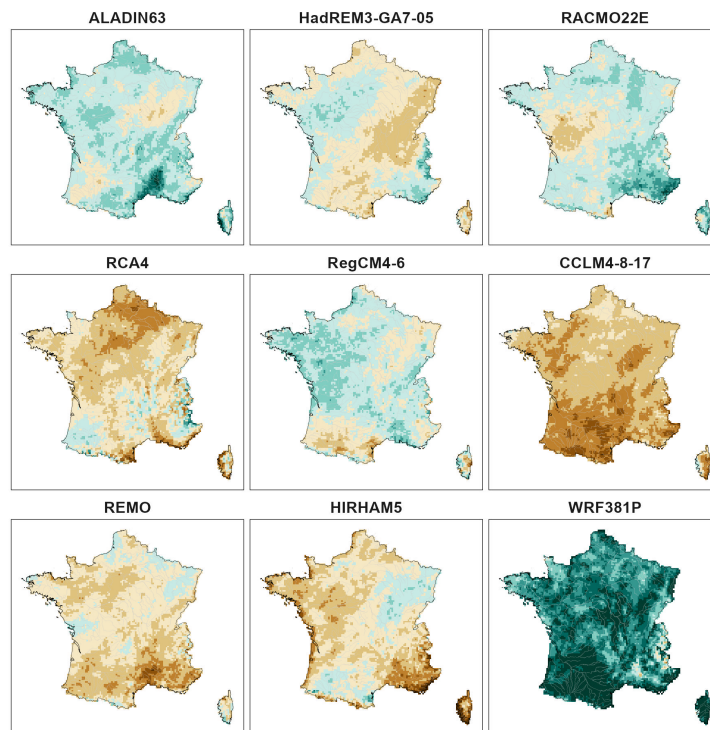 ALADIN63
HadREM3-GA7-05
RACMO22E
RCA4
RegCM4-6
CCLM4-8-17
REMO
HIRHAM5
WRF381P